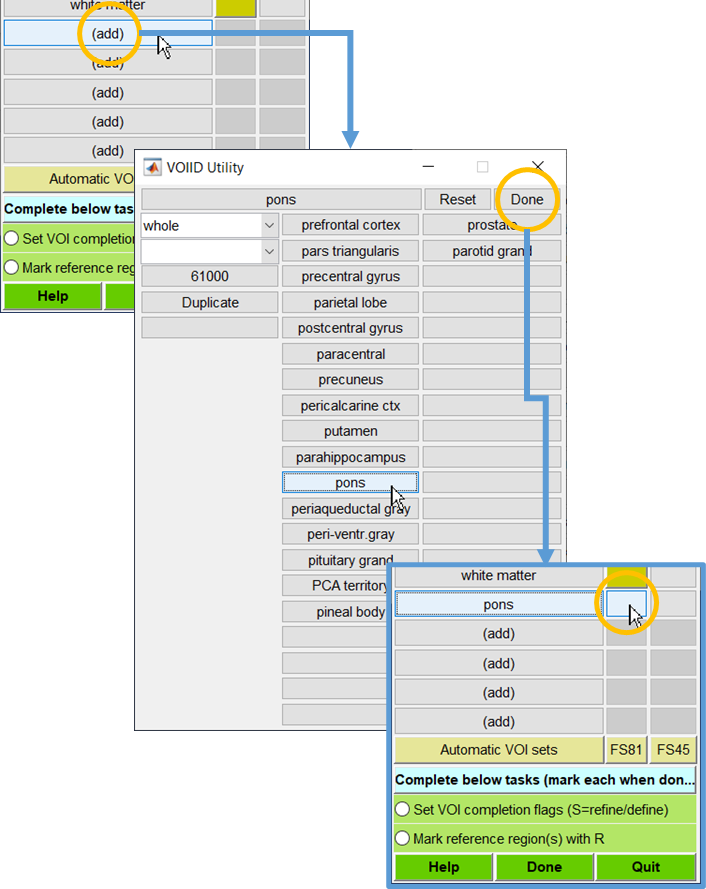 white matter
(add)
(add)
(add)
(add)
(add)
Automatic VO
Complete below tas
Set VOI completion
Mark reference reg
Help
VOIID Utility
pons Reset Done
whole prefrontal cortex prostate
pars triangularis parotid grand
61000 precentral gyrus
Duplicate parietal lobe
postcentral gyrus
paracentral
precuneus
pericalcarine ctx
putamen
parahippocampus
pons
periaqueductal gray
peri-ventr.gray
pituitary grand
PCA territory
pineal body
white matter
pons
(add)
(add)
(add)
(add)
Automatic VOI sets FS81 FS45
Complete below tasks (mark each when don...
Set VOI completion flags (S=refine/define)
Mark reference region(s) with R
Help Done Quit